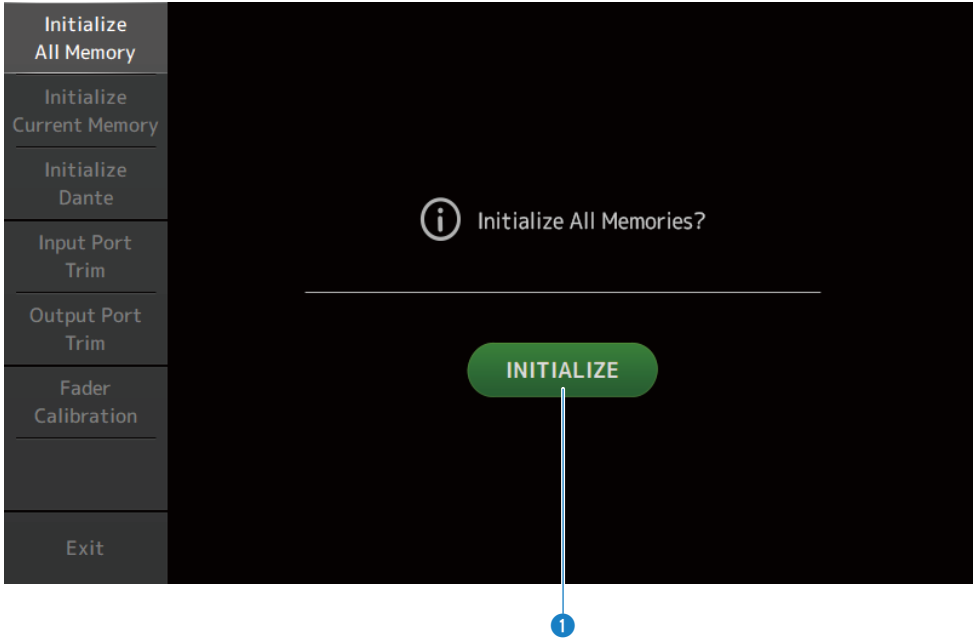 Initialize
All Memory
Initialize
Current Memory
Initialize
Dante
Input Port
Trim
Output Port
Trim
Fader
Calibration
Exit
Initialize All Memories?
INITIALIZE
1